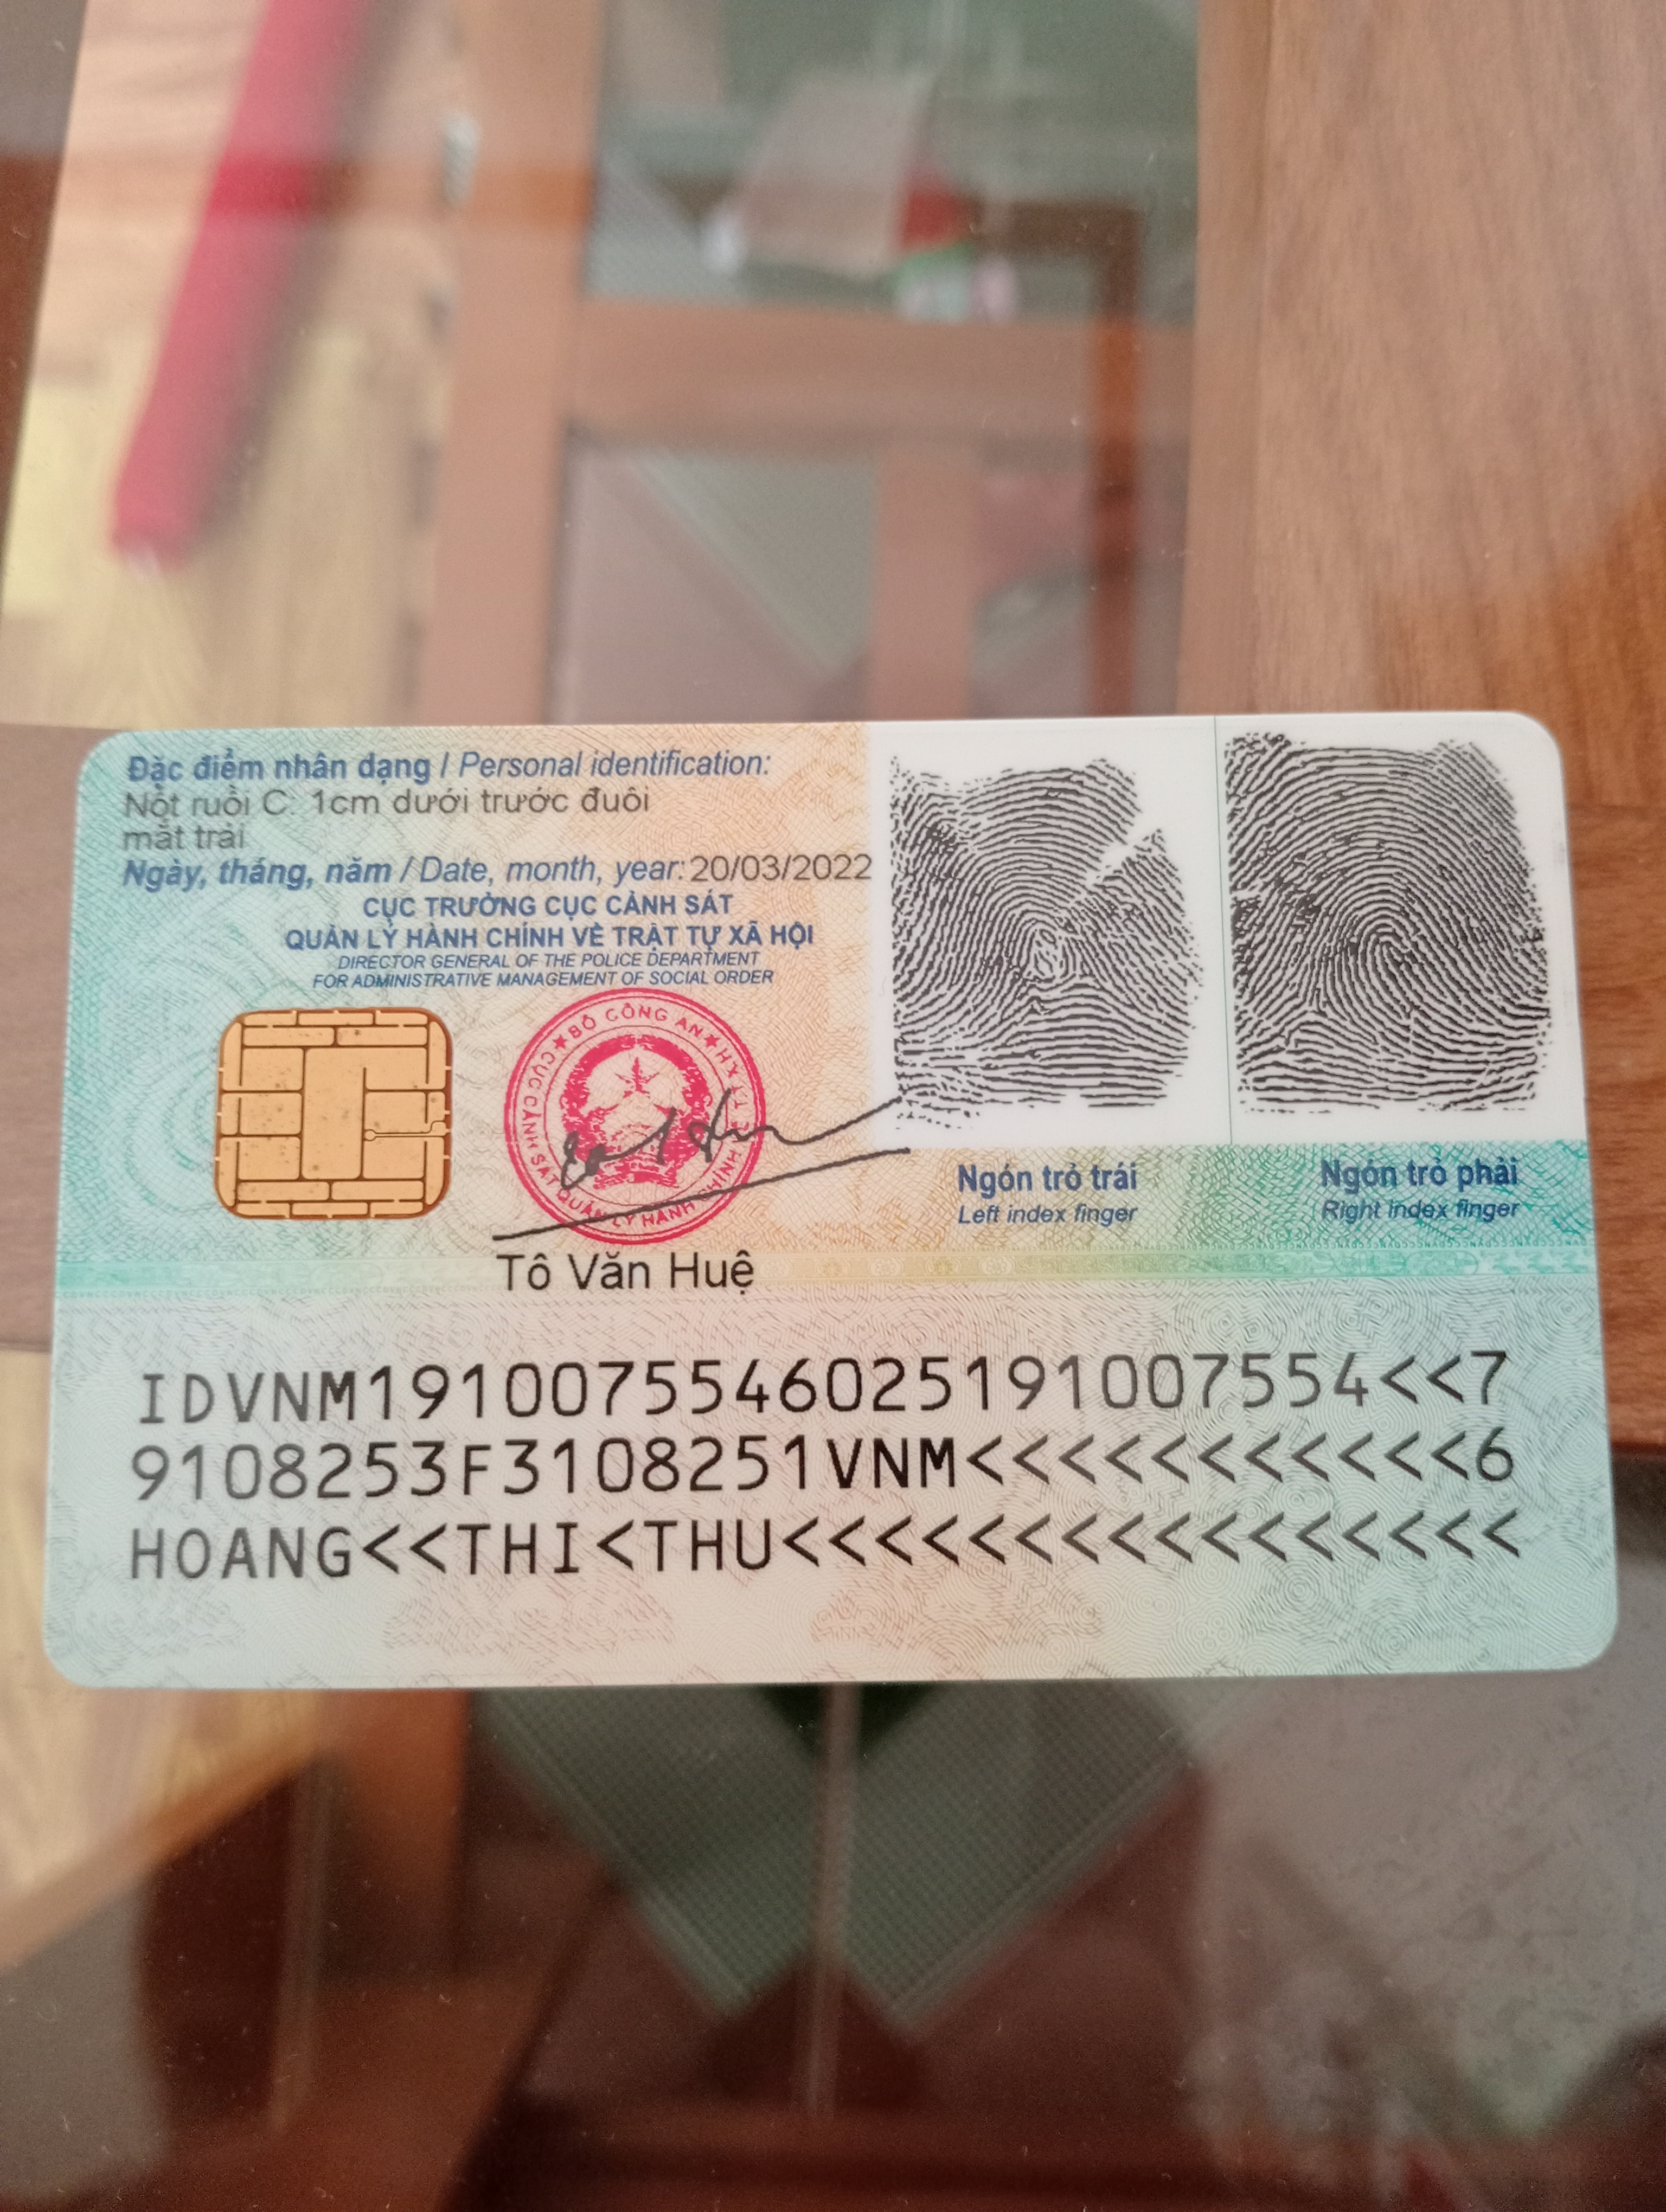 Đặc điểm nhân dạng / Personal identification:
Nốt ruồi C: 1cm dưới trước đuôi
mắt trái
Ngày, tháng, năm / Date, month, year: 20/03/2022
CỤC TRƯỞNG CỤC CẢNH SÁT
QUẢN LÝ HÀNH CHÍNH VỀ TRẬT TỰ XÃ HỘI
DIRECTOR GENERAL OF THE POLICE DEPARTMENT
FOR ADMINISTRATIVE MANAGEMENT OF SOCIAL ORDER
BỘ CÔNG AN
CỤC CẢNH SÁT QUẢN LÝ HÀNH CHÍNH
Tô Văn Huệ
Ngón trỏ trái
Left index finger
Ngón trỏ phải
Right index finger
IDVNM1910075546025191007554<<7
9108253F3108251VNM<<<<<<<<<<<6
HOANG<<THI<THU<<<<<<<<<<<<<<<<